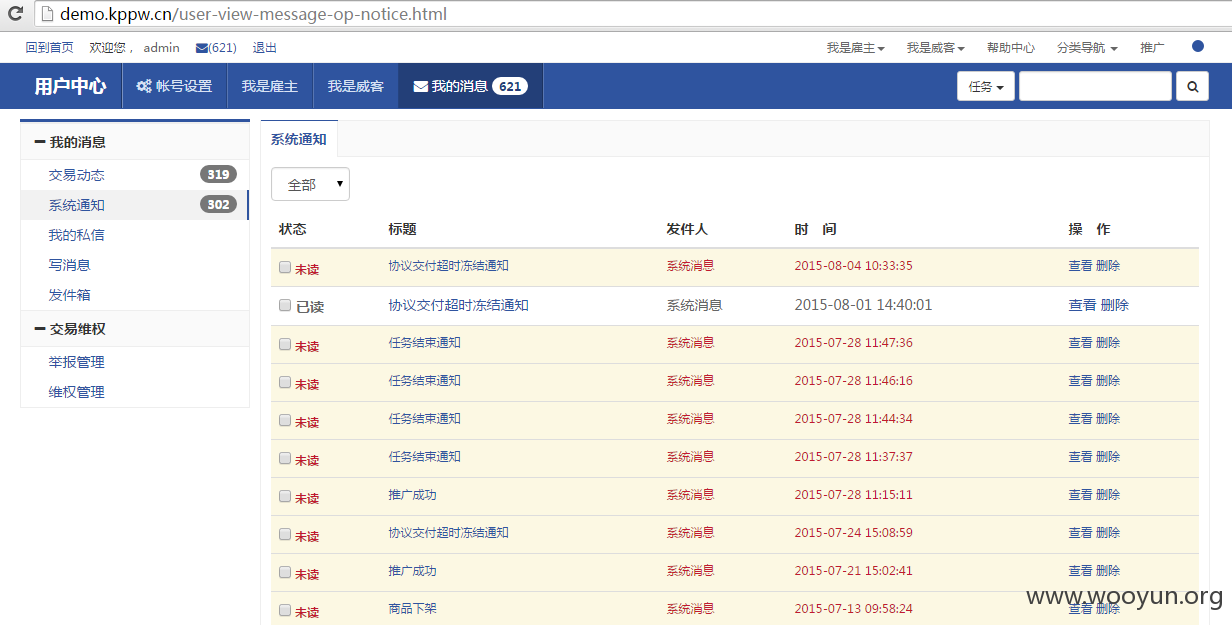 demo.kppw.cn/user-view-message-op-notice.html
回到首页 欢迎您， admin (621) 退出 我是雇主 我是威客 帮助中心 分类导航 推广
用户中心 帐号设置 我是雇主 我是威客 我的消息 621 任务
我的消息
交易动态 319
系统通知 302
我的私信
写消息
发件箱
交易维权
举报管理
维权管理
系统通知
全部
状态 标题 发件人 时 间 操 作
未读 协议交付超时冻结通知 系统消息 2015-08-04 10:33:35 查看 删除
已读 协议交付超时冻结通知 系统消息 2015-08-01 14:40:01 查看 删除
未读 任务结束通知 系统消息 2015-07-28 11:47:36 查看 删除
未读 任务结束通知 系统消息 2015-07-28 11:46:16 查看 删除
未读 任务结束通知 系统消息 2015-07-28 11:44:34 查看 删除
未读 任务结束通知 系统消息 2015-07-28 11:37:37 查看 删除
未读 推广成功 系统消息 2015-07-28 11:15:11 查看 删除
未读 协议交付超时冻结通知 系统消息 2015-07-24 15:08:59 查看 删除
未读 推广成功 系统消息 2015-07-21 15:02:41 查看 删除
未读 商品下架 系统消息 2015-07-13 09:58:24 查看 删除
www.wooyun.org